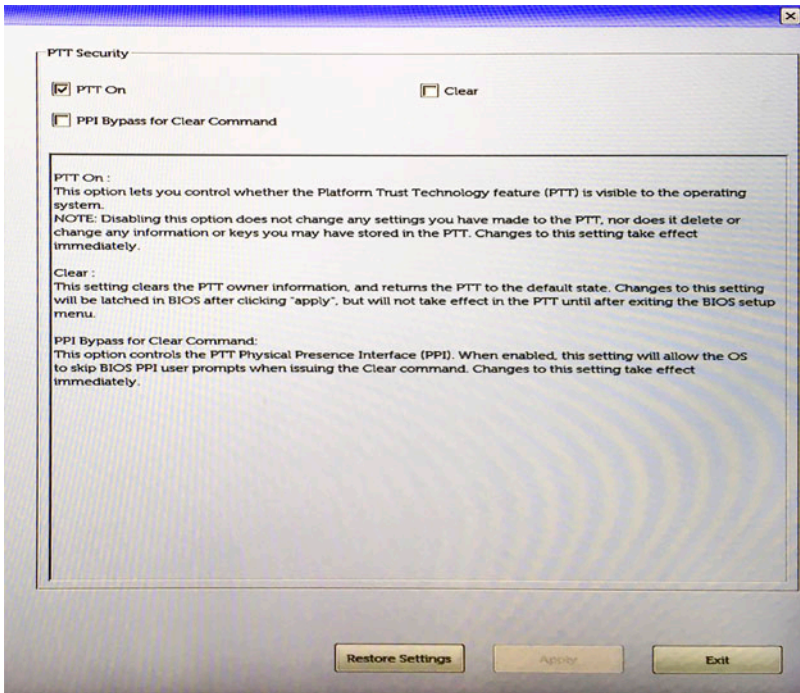 PTT Security
PTT On
Clear
PPI Bypass for Clear Command
PTT On :
This option lets you control whether the Platform Trust Technology feature (PTT) is visible to the operating
system.
NOTE: Disabling this option does not change any settings you have made to the PTT, nor does it delete or
change any information or keys you may have stored in the PTT. Changes to this setting take effect
immediately.
Clear :
This setting clears the PTT owner information, and returns the PTT to the default state. Changes to this setting
will be latched in BIOS after clicking "apply", but will not take effect in the PTT until after exiting the BIOS setup
menu.
PPI Bypass for Clear Command:
This option controls the PTT Physical Presence Interface (PPI). When enabled, this setting will allow the OS
to skip BIOS PPI user prompts when issuing the Clear command. Changes to this setting take effect
immediately.
Restore Settings
Apply
Exit